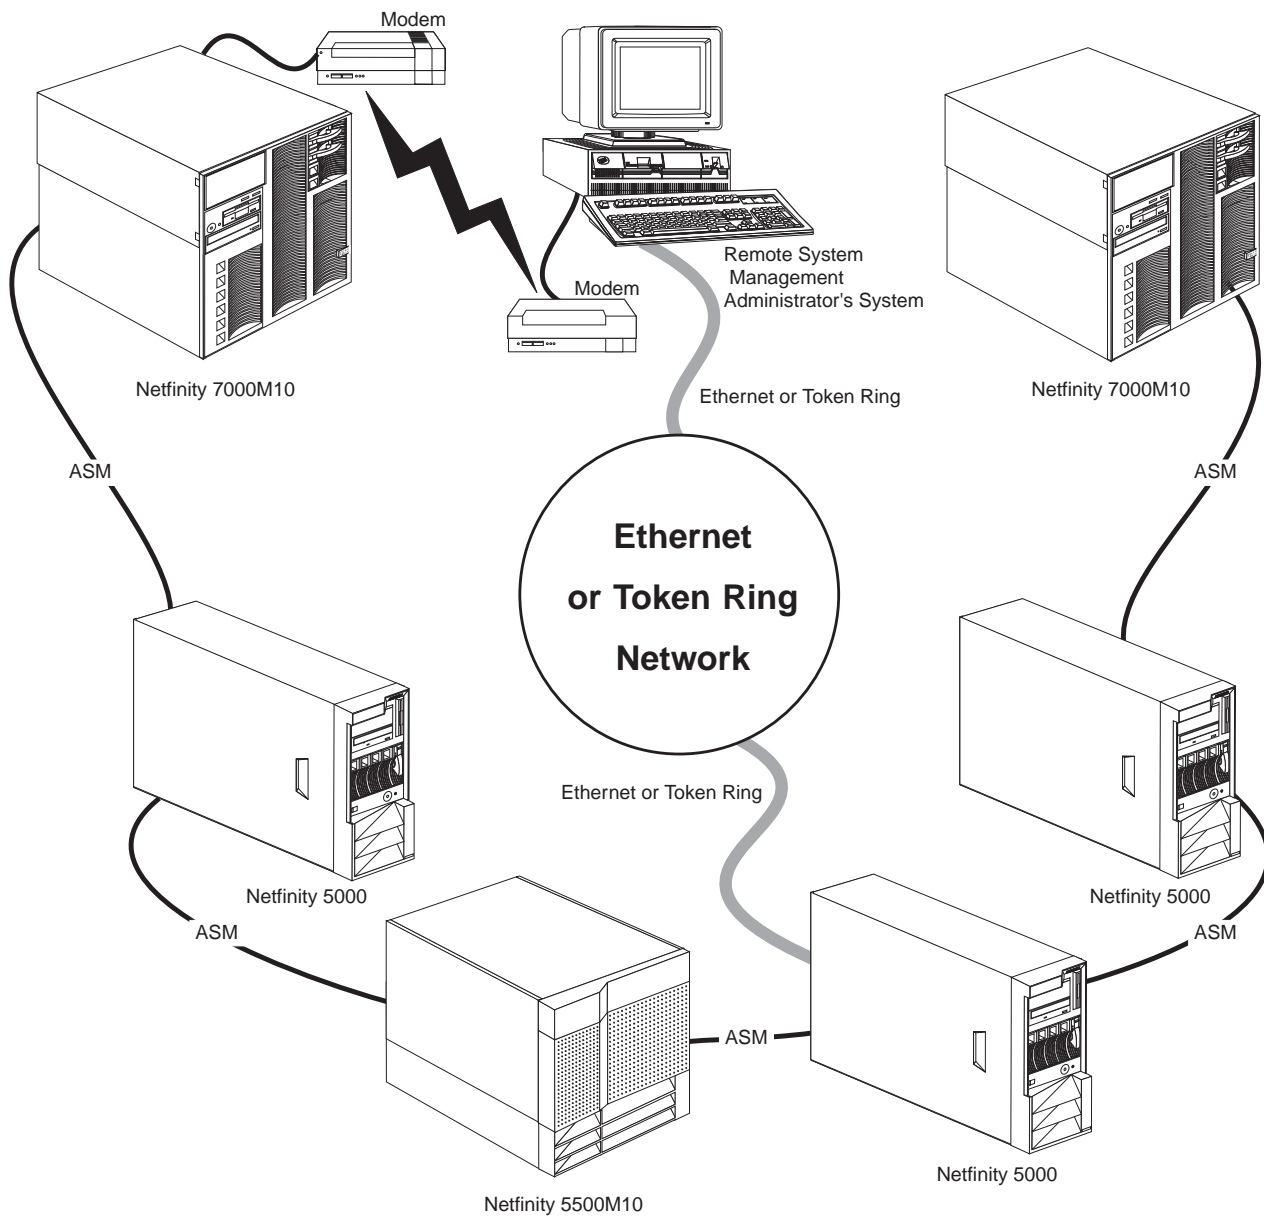 Modem
Remote System
Management
Administrator's System
Modem
Netfinity 7000M10
Ethernet or Token Ring
Netfinity 7000M10
ASM
ASM
Ethernet
or Token Ring
Network
Ethernet or Token Ring
Netfinity 5000
Netfinity 5000
ASM
ASM
ASM
Netfinity 5000
Netfinity 5500M10